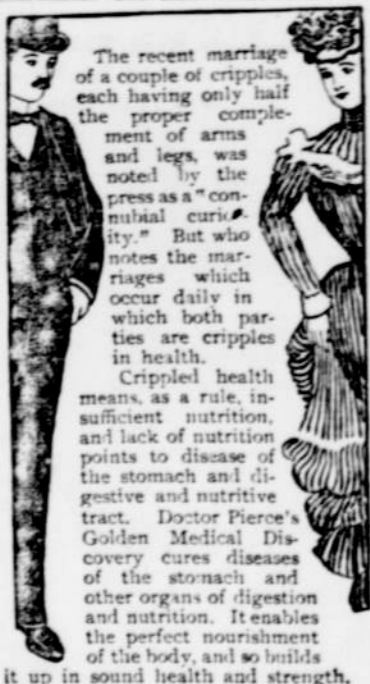 The recent marriage
of a couple of cripples,
each having only half
the proper comple-
ment of arms
and legs, was
noted by the
press as a "con-
nubial curios-
ity." But who
notes the mar-
riages which
occur daily in
which both par-
ties are cripples
in health.
Crippled health
means, as a rule, in-
sufficient nutrition,
and lack of nutrition
points to disease of
the stomach and di-
gestive and nutritive
tract. Doctor Pierce's
Golden Medical Dis-
covery cures diseases
of the stomach and
other organs of digestion
and nutrition. It enables
the perfect nourishment
of the body, and so builds
it up in sound health and strength.